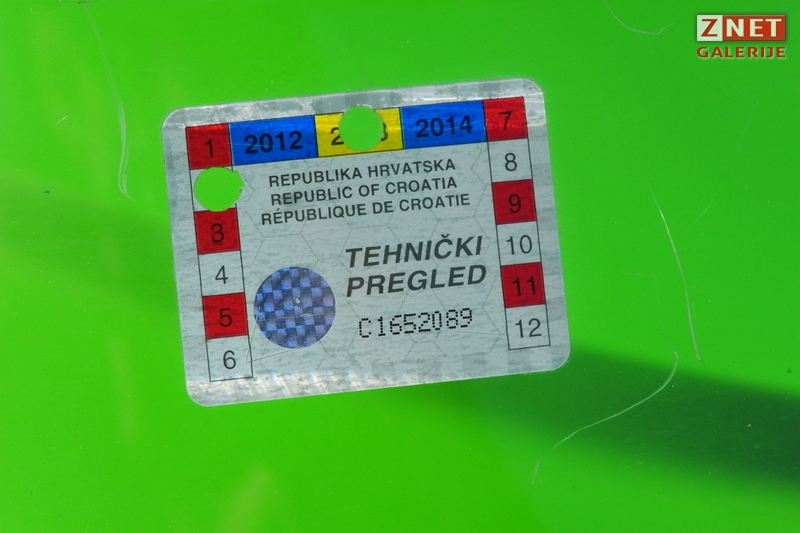 ZNET
GALERIJE
1 2012 2014 7
REPUBLIKA HRVATSKA
REPUBLIC OF CROATIA
RÉPUBLIQUE DE CROATIE
8
3
9
TEHNIČKI
PREGLED
4
10
C1652089
5
11
6
12